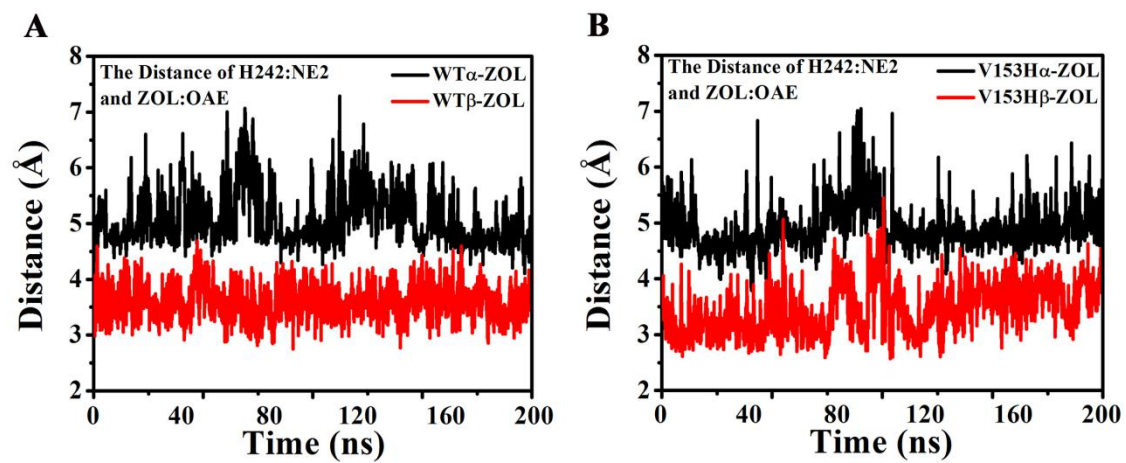 A
The Distance of H242:NE2
and ZOL:OAE
WTα-ZOL
WTβ-ZOL
Distance (Å)
8
7
6
5
4
3
2
0 40 80 120 160 200
Time (ns)
B
The Distance of H242:NE2
and ZOL:OAE
V153Hα-ZOL
V153Hβ-ZOL
Distance (Å)
8
7
6
5
4
3
2
0 40 80 120 160 200
Time (ns)